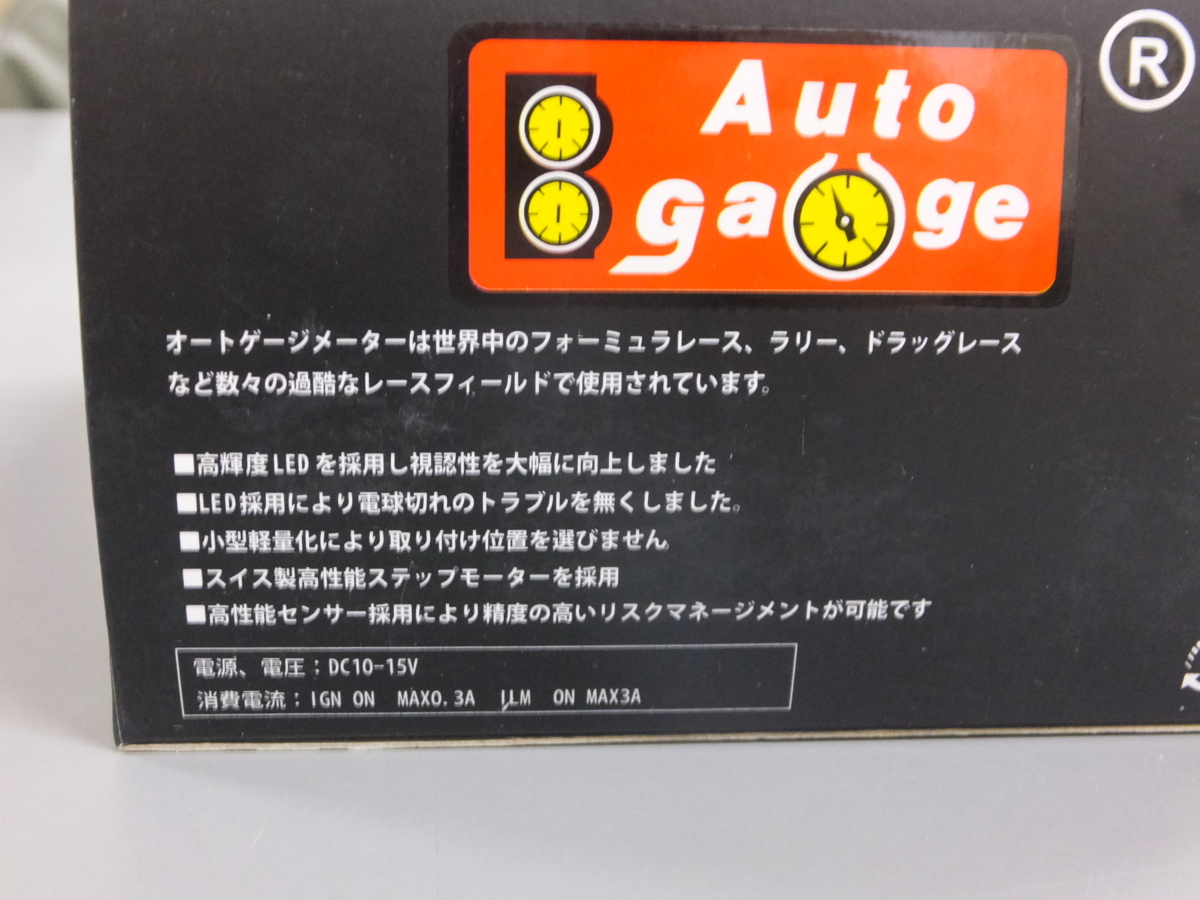 ®
Auto
gauge
オートゲージメーターは世界中のフォーミュラレース、ラリー、ドラッグレース
など数々の過酷なレースフィールドで使用されています。
■高輝度LEDを採用し視認性を大幅に向上しました
■LED採用により電球切れのトラブルを無くしました。
■小型軽量化により取り付け位置を選びません
■スイス製高性能ステップモーターを採用
■高性能センサー採用により精度の高いリスクマネージメントが可能です
電源、電圧：DC10-15V
消費電流：IGN ON MAX0.3A ILM ON MAX3A